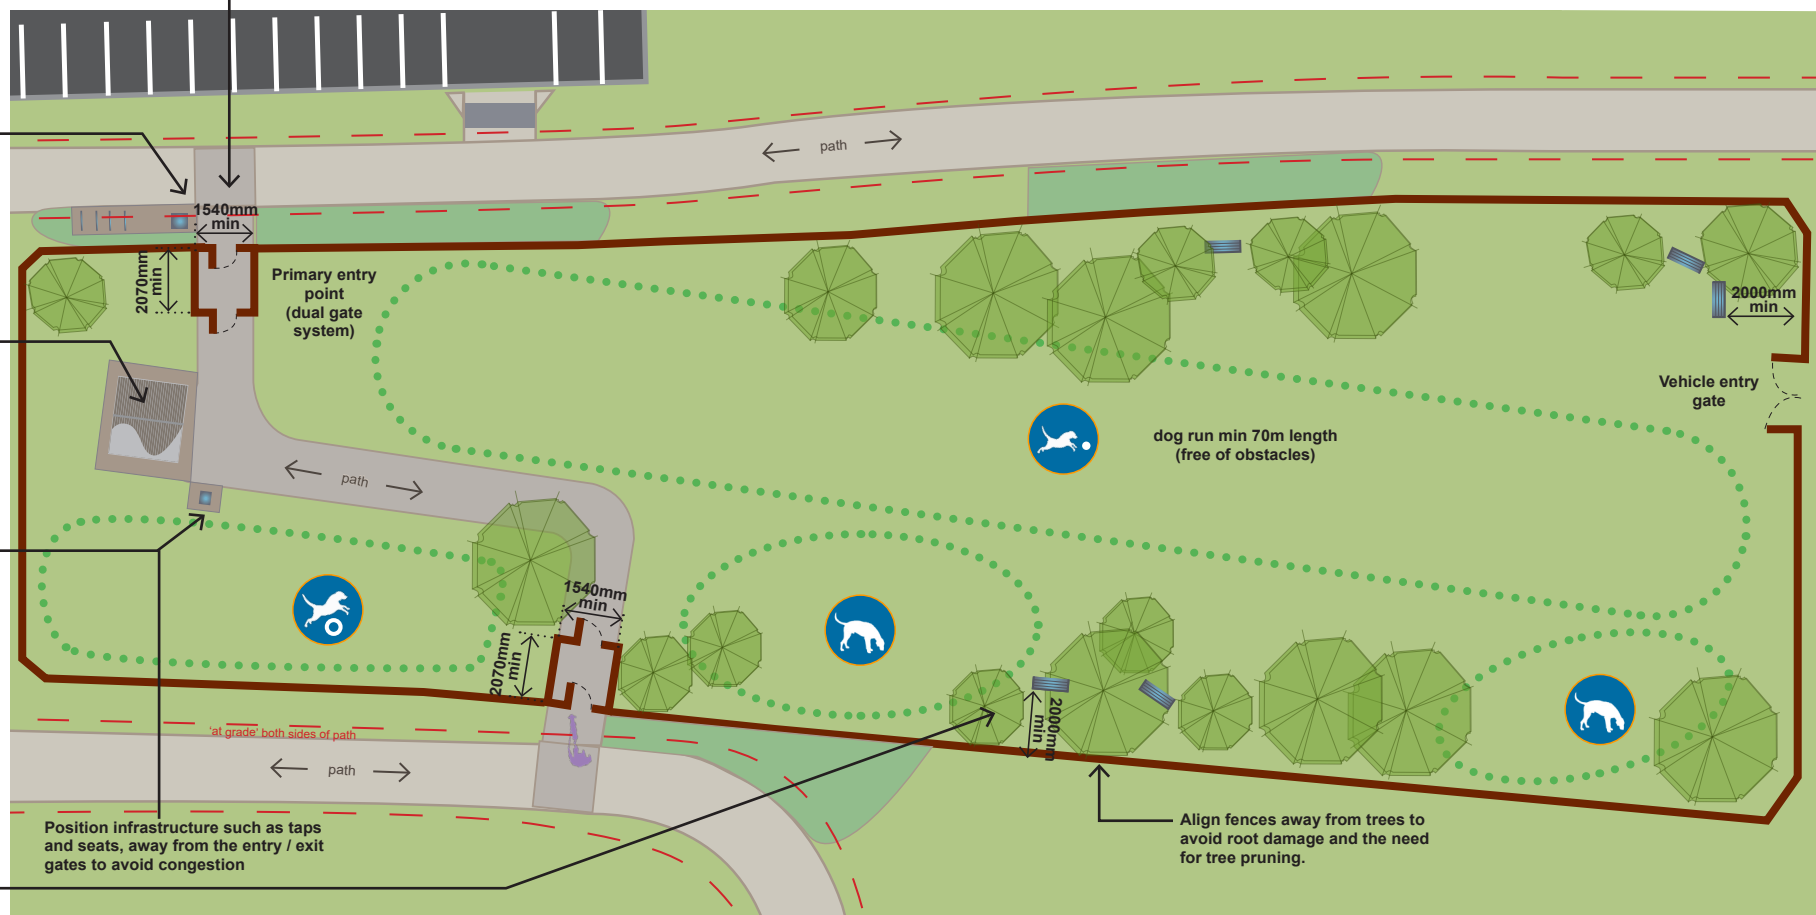 path
1540mm
min
2070mm
min
Primary entry
point
(dual gate
system)
2000mm
min
Vehicle entry
gate
dog run min 70m length
(free of obstacles)
path
1540mm
min
2070mm
min
2000mm
min
'at grade' both sides of path
path
Position infrastructure such as taps
and seats, away from the entry / exit
gates to avoid congestion
Align fences away from trees to
avoid root damage and the need
for tree pruning.